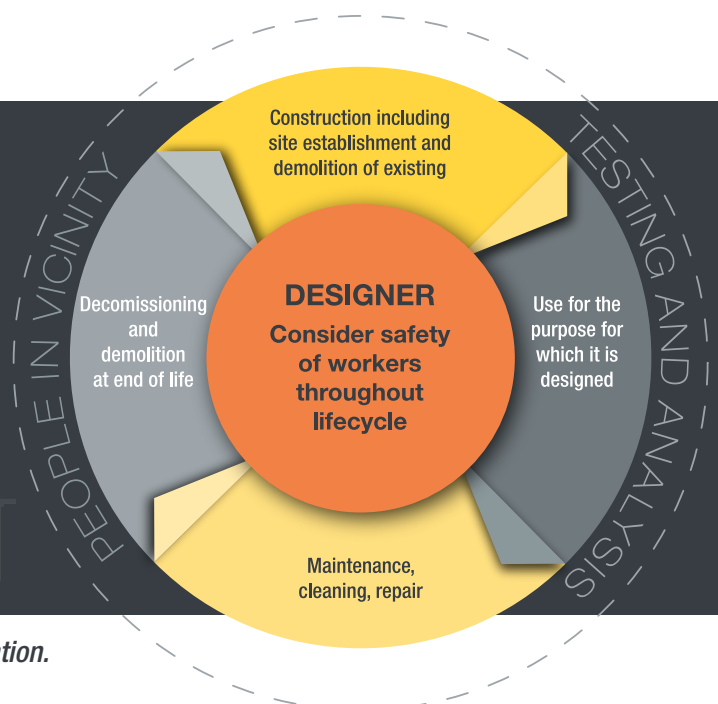 Construction including
site establishment and
demolition of existing
PEOPLE IN VICINITY
TESTING AND ANALYSIS
Decomissioning
and
demolition
at end of life
DESIGNER
Consider safety
of workers
throughout
lifecycle
Use for the
purpose for
which it is
designed
Maintenance,
cleaning, repair